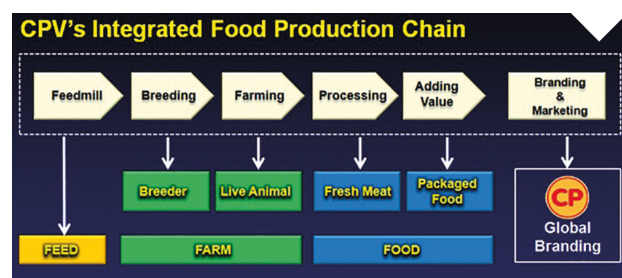 CPV's Integrated Food Production Chain
Feedmill
Breeding
Farming
Processing
Adding
Value
Branding
&
Marketing
Breeder
Live Animal
Fresh Meat
Packaged
Food
CP
Global
Branding
FEED
FARM
FOOD